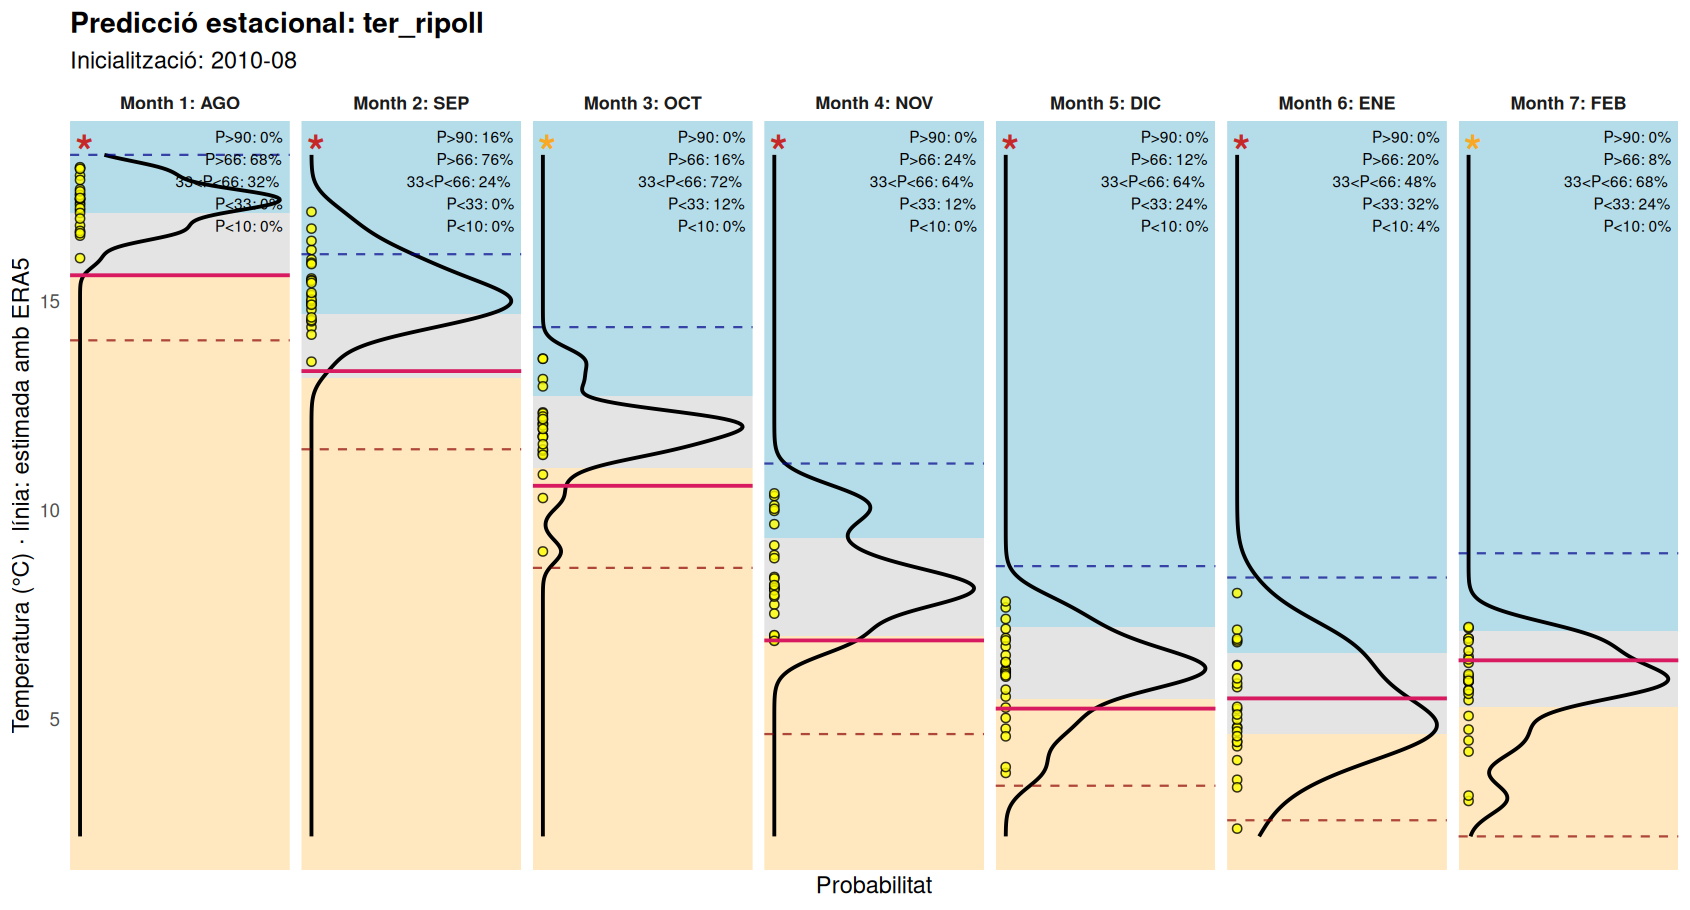 Predicció estacional: ter_ripoll
Inicialització: 2010-08
Month 1: AGO
Month 2: SEP
Month 3: OCT
Month 4: NOV
Month 5: DIC
Month 6: ENE
Month 7: FEB
*
P>90: 0%
P>66: 68%
33<P<66: 32%
P<33: 0%
P<10: 0%
*
P>90: 16%
P>66: 76%
33<P<66: 24%
P<33: 0%
P<10: 0%
*
P>90: 0%
P>66: 16%
33<P<66: 72%
P<33: 12%
P<10: 0%
*
P>90: 0%
P>66: 24%
33<P<66: 64%
P<33: 12%
P<10: 0%
*
P>90: 0%
P>66: 12%
33<P<66: 64%
P<33: 24%
P<10: 0%
*
P>90: 0%
P>66: 20%
33<P<66: 48%
P<33: 32%
P<10: 4%
*
P>90: 0%
P>66: 8%
33<P<66: 68%
P<33: 24%
P<10: 0%
Temperatura (°C) · línia: estimada amb ERA5
15
10
5
Probabilitat